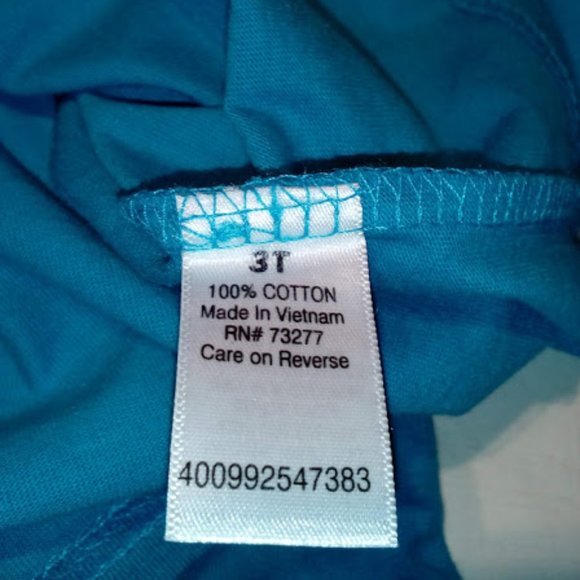 3T
100% COTTON
Made In Vietnam
RN# 73277
Care on Reverse
400992547383